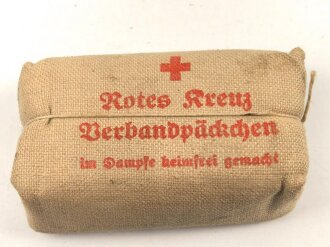 Rotes Kreuz
Verbandpäckchen
im Dampfe keimfrei gemacht